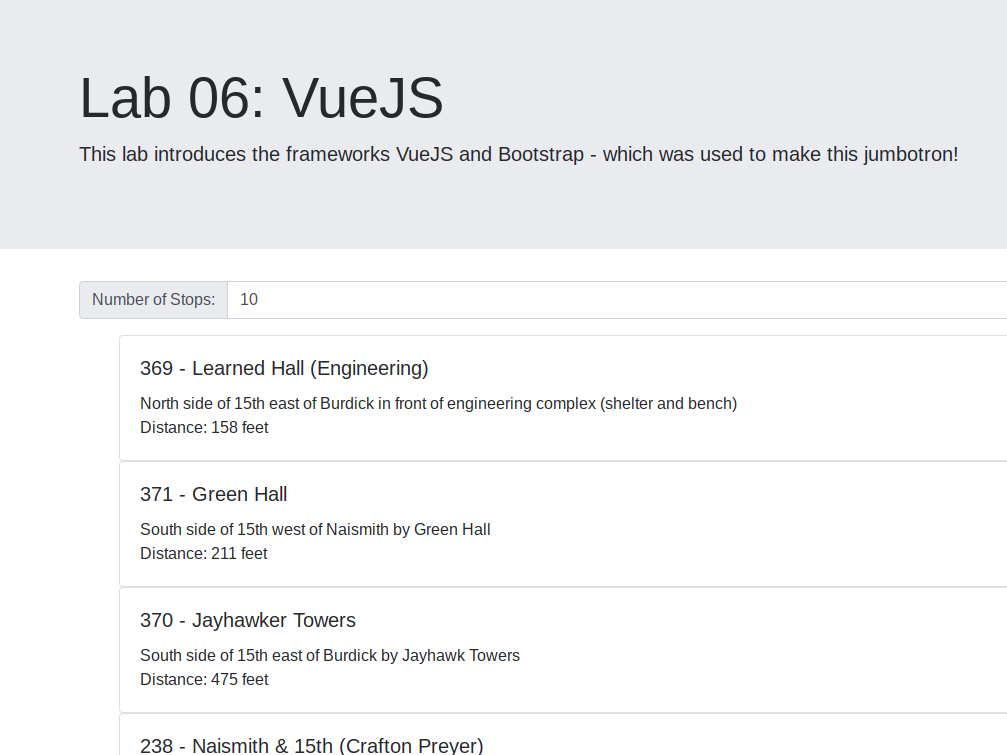 Lab 06: VueJS
This lab introduces the frameworks VueJS and Bootstrap - which was used to make this jumbotron!
Number of Stops: 10
369 - Learned Hall (Engineering)
North side of 15th east of Burdick in front of engineering complex (shelter and bench)
Distance: 158 feet
371 - Green Hall
South side of 15th west of Naismith by Green Hall
Distance: 211 feet
370 - Jayhawker Towers
South side of 15th east of Burdick by Jayhawk Towers
Distance: 475 feet
238 - Naismith & 15th (Crafton Preyer)